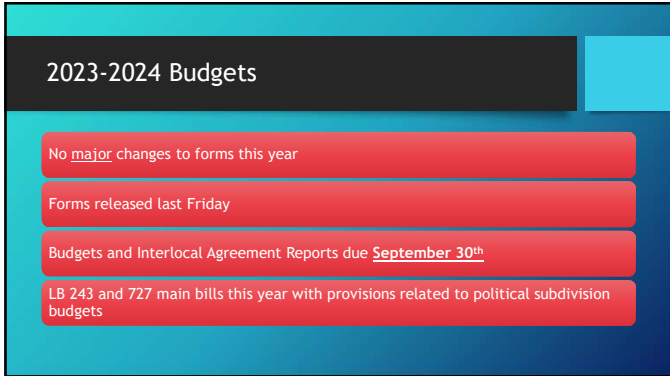 2023-2024 Budgets
No major changes to forms this year
Forms released last Friday
Budgets and Interlocal Agreement Reports due September 30th
LB 243 and 727 main bills this year with provisions related to political subdivision
budgets